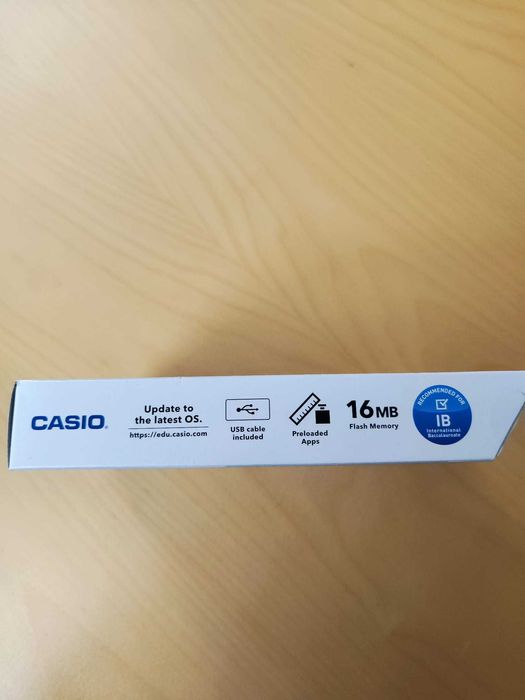 CASIO
Update to
the latest OS.
https://edu.casio.com
USB cable
included
Preloaded
Apps
16MB
Flash Memory
RECOMMENDED FOR
IB
International
Baccalaureate